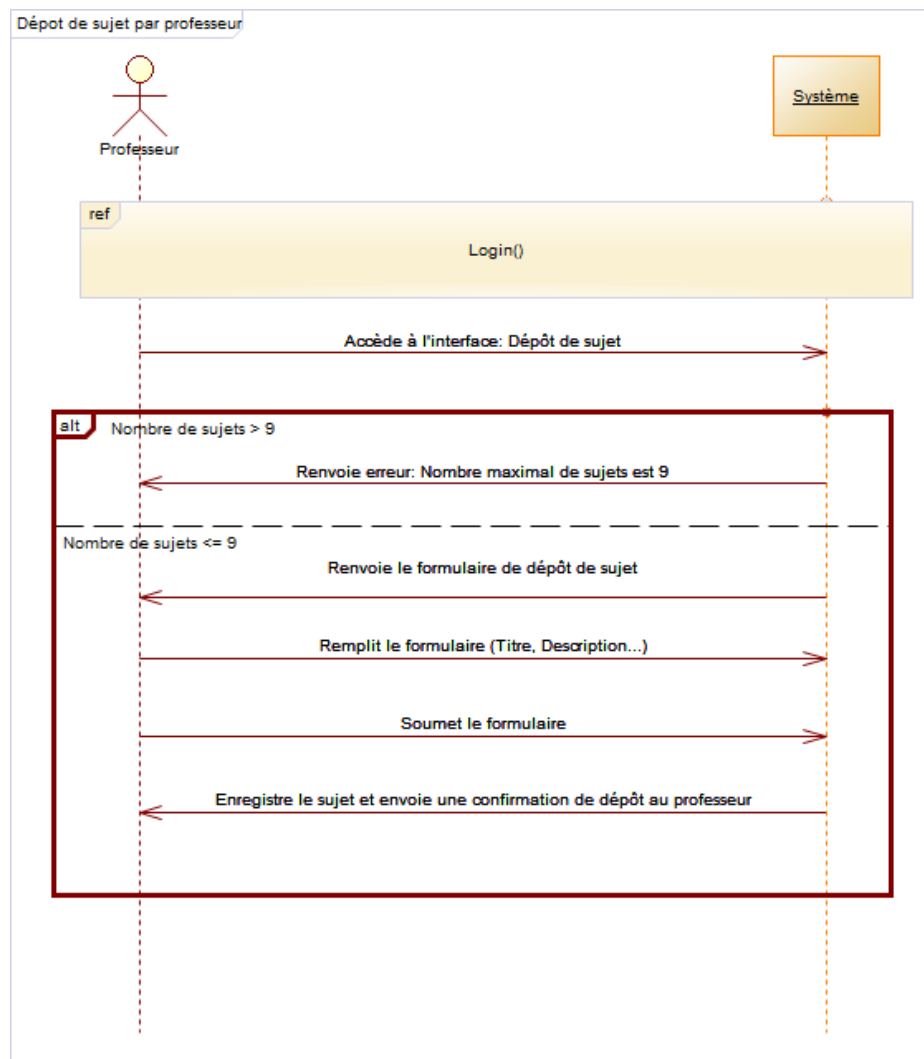 Dépot de sujet par professeur
Système
Professeur
ref
Login()
Accède à l'interface: Dépôt de sujet
alt
Nombre de sujets > 9
Renvoie erreur: Nombre maximal de sujets est 9
Nombre de sujets <= 9
Renvoie le formulaire de dépôt de sujet
Remplit le formulaire (Titre, Description...)
Soumet le formulaire
Enregistre le sujet et envoie une confirmation de dépôt au professeur